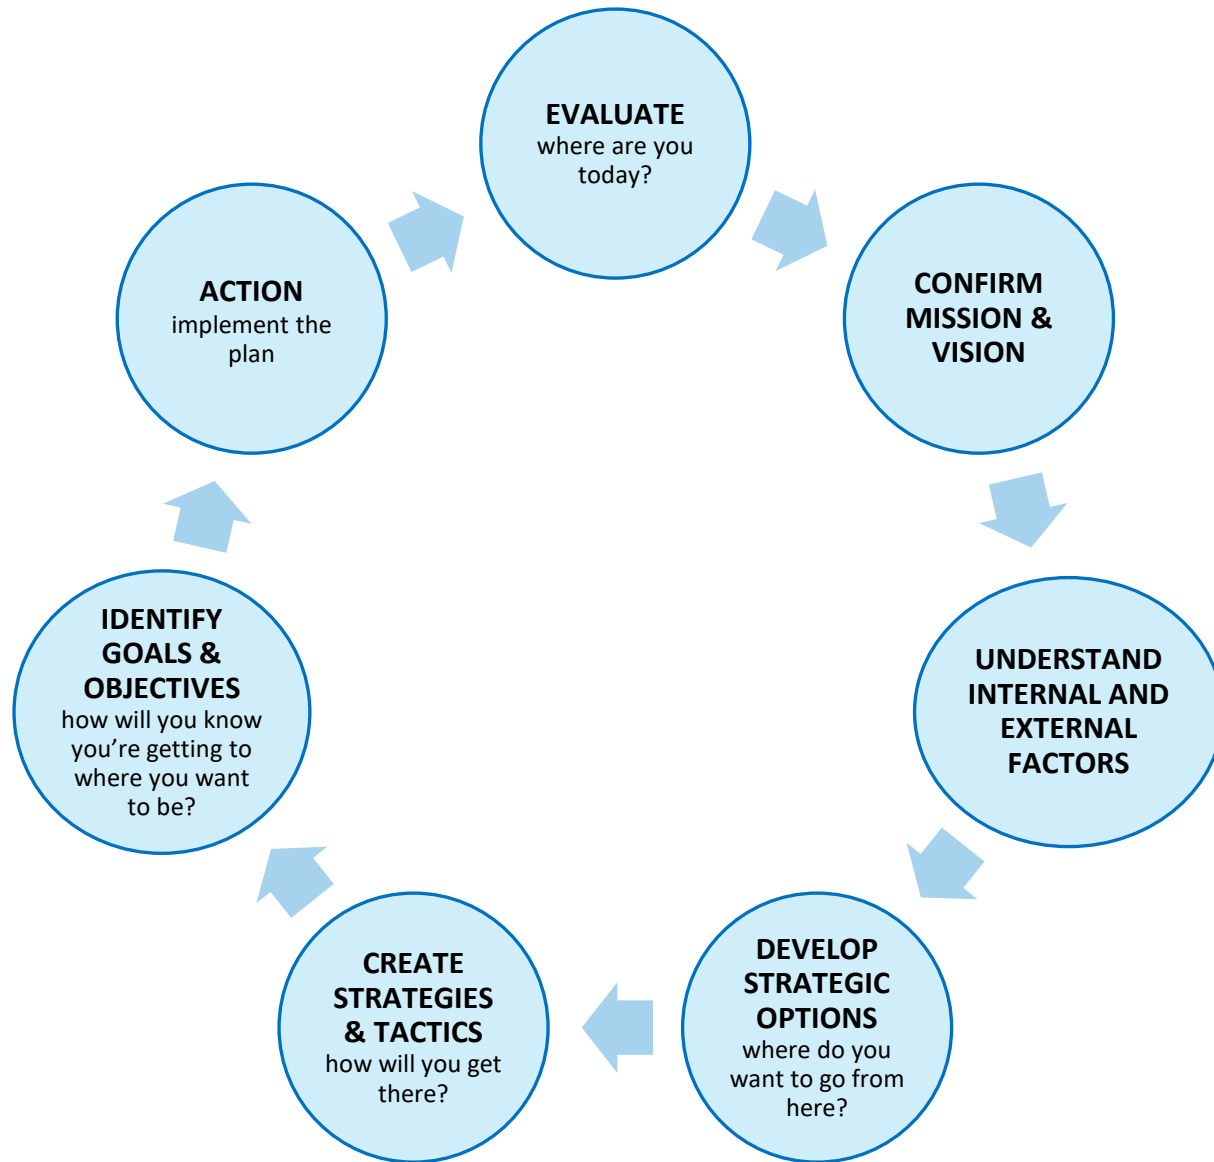 EVALUATE
where are you
today?
CONFIRM
MISSION &
VISION
UNDERSTAND
INTERNAL AND
EXTERNAL
FACTORS
DEVELOP
STRATEGIC
OPTIONS
where do you
want to go from
here?
CREATE
STRATEGIES
& TACTICS
how will you get
there?
IDENTIFY
GOALS &
OBJECTIVES
how will you know
you’re getting to
where you want
to be?
ACTION
implement the
plan